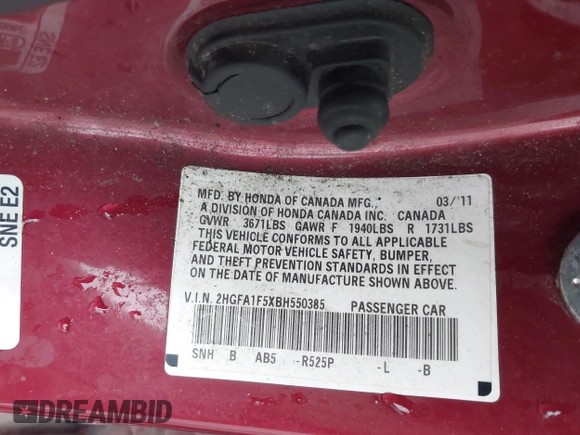 MFD. BY HONDA OF CANADA MFG., 03/'11
A DIVISION OF HONDA CANADA INC. CANADA
GVWR 3671LBS GAWR F 1940LBS R 1731LBS
THIS VEHICLE CONFORMS TO ALL APPLICABLE
FEDERAL MOTOR VEHICLE SAFETY, BUMPER,
AND THEFT PREVENTION STANDARDS IN EFFECT
ON THE DATE OF MANUFACTURE SHOWN ABOVE.
V.I.N. 2HGFA1F5XBH550385 PASSENGER CAR
SNH B AB5 -R525P -L -B
SNE E2
DREAMBID